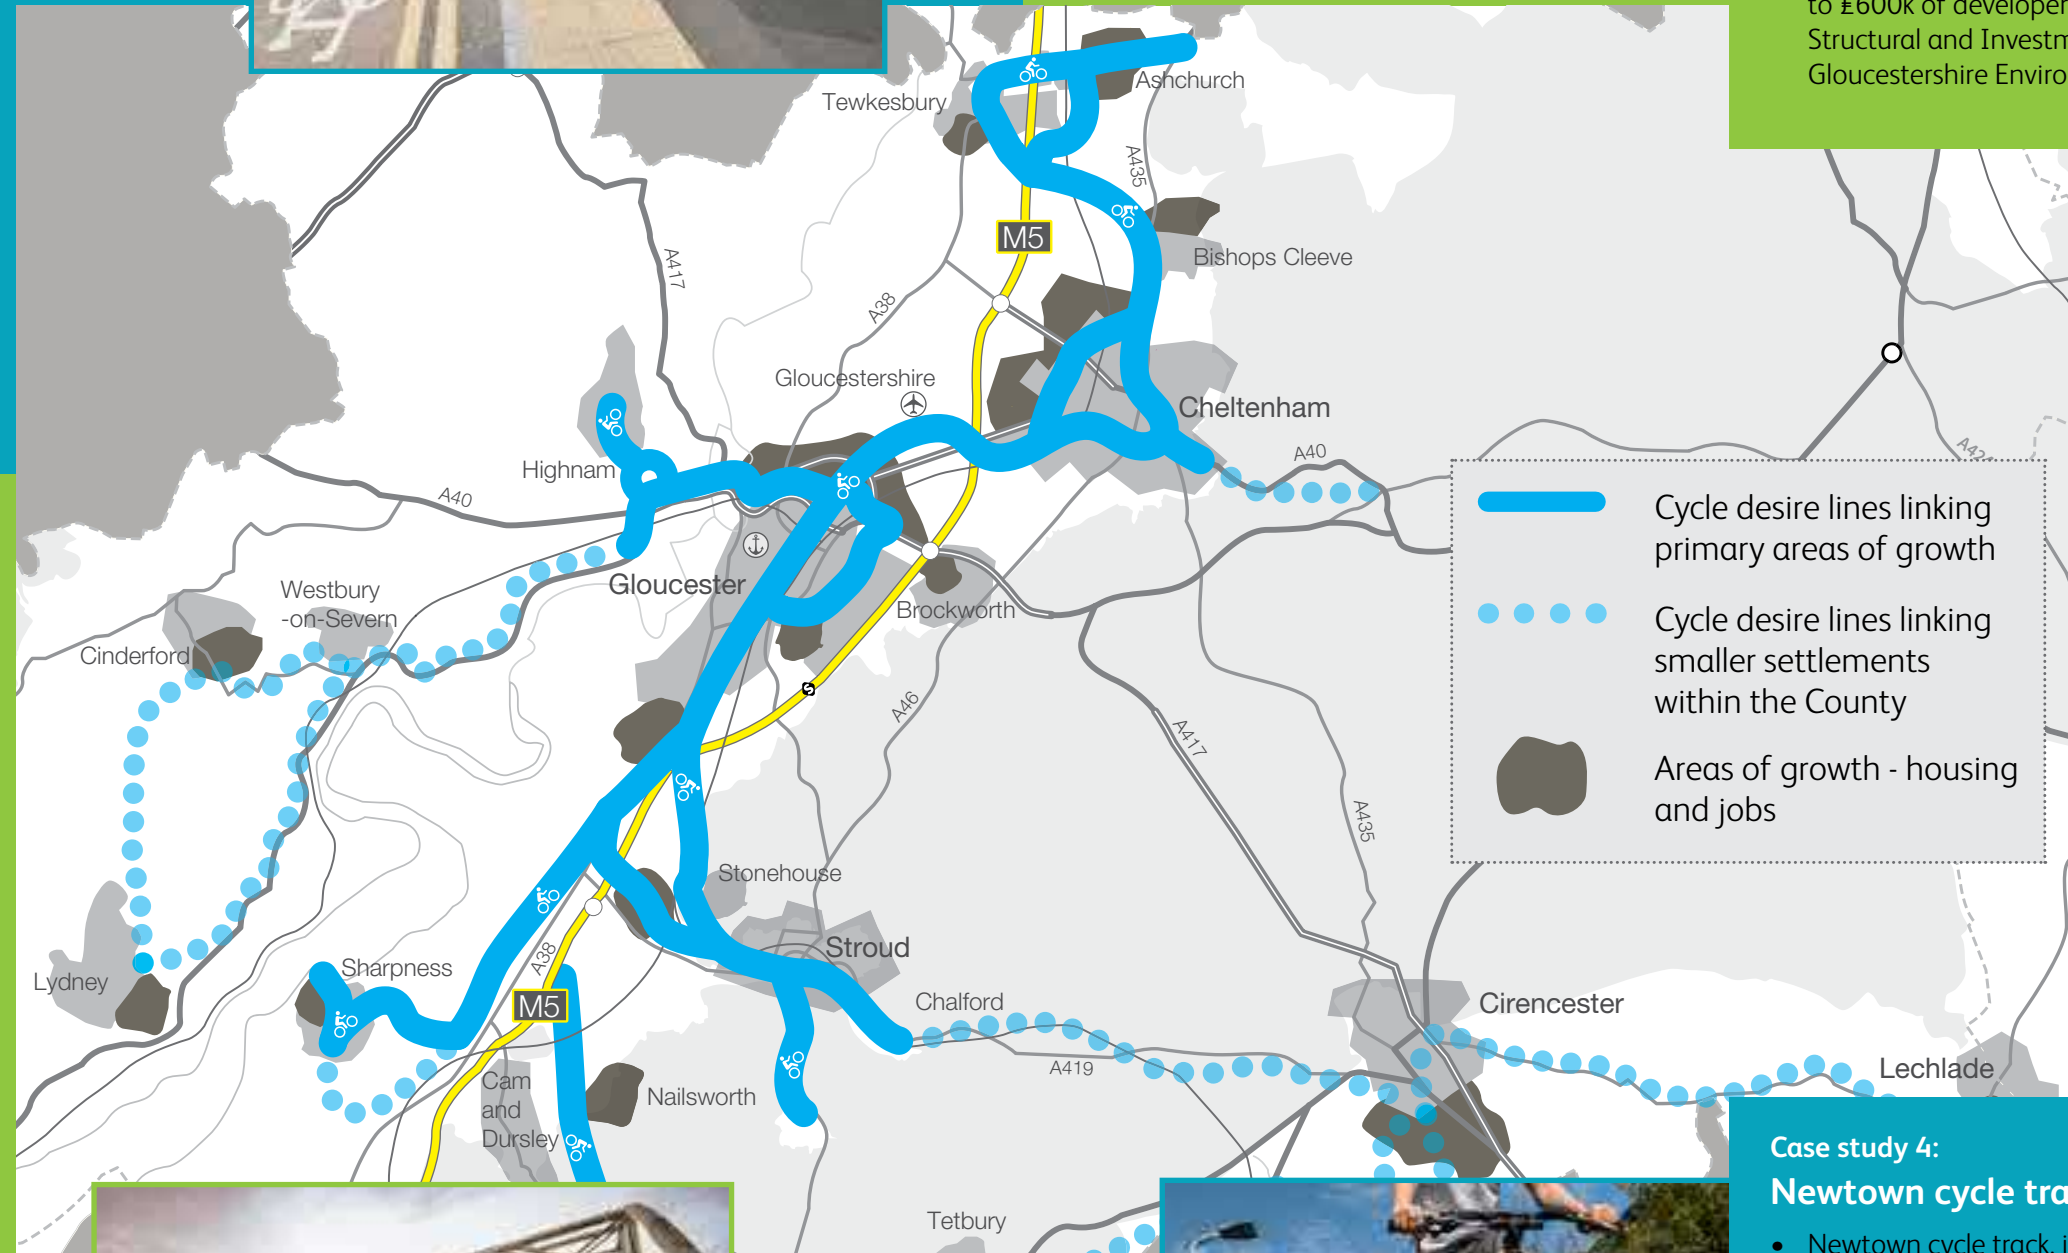 to £600k of developer
Structural and Investm
Gloucestershire Enviro
Ashchurch
Tewkesbury
A435
M5
Bishops Cleeve
A417
A38
Gloucestershire
Cheltenham
Highnam
A40
A40
A424
Cycle desire lines linking
primary areas of growth
Cycle desire lines linking
smaller settlements
within the County
Areas of growth - housing
and jobs
Westbury
-on-Severn
Gloucester
Brockworth
Cinderford
A46
A417
A435
Stonehouse
Stroud
Lydney
Sharpness
A38
M5
Chalford
Cirencester
A419
Lechlade
Cam
and
Dursley
Nailsworth
Tetbury
Case study 4:
Newtown cycle tra
• Newtown cycle track, i